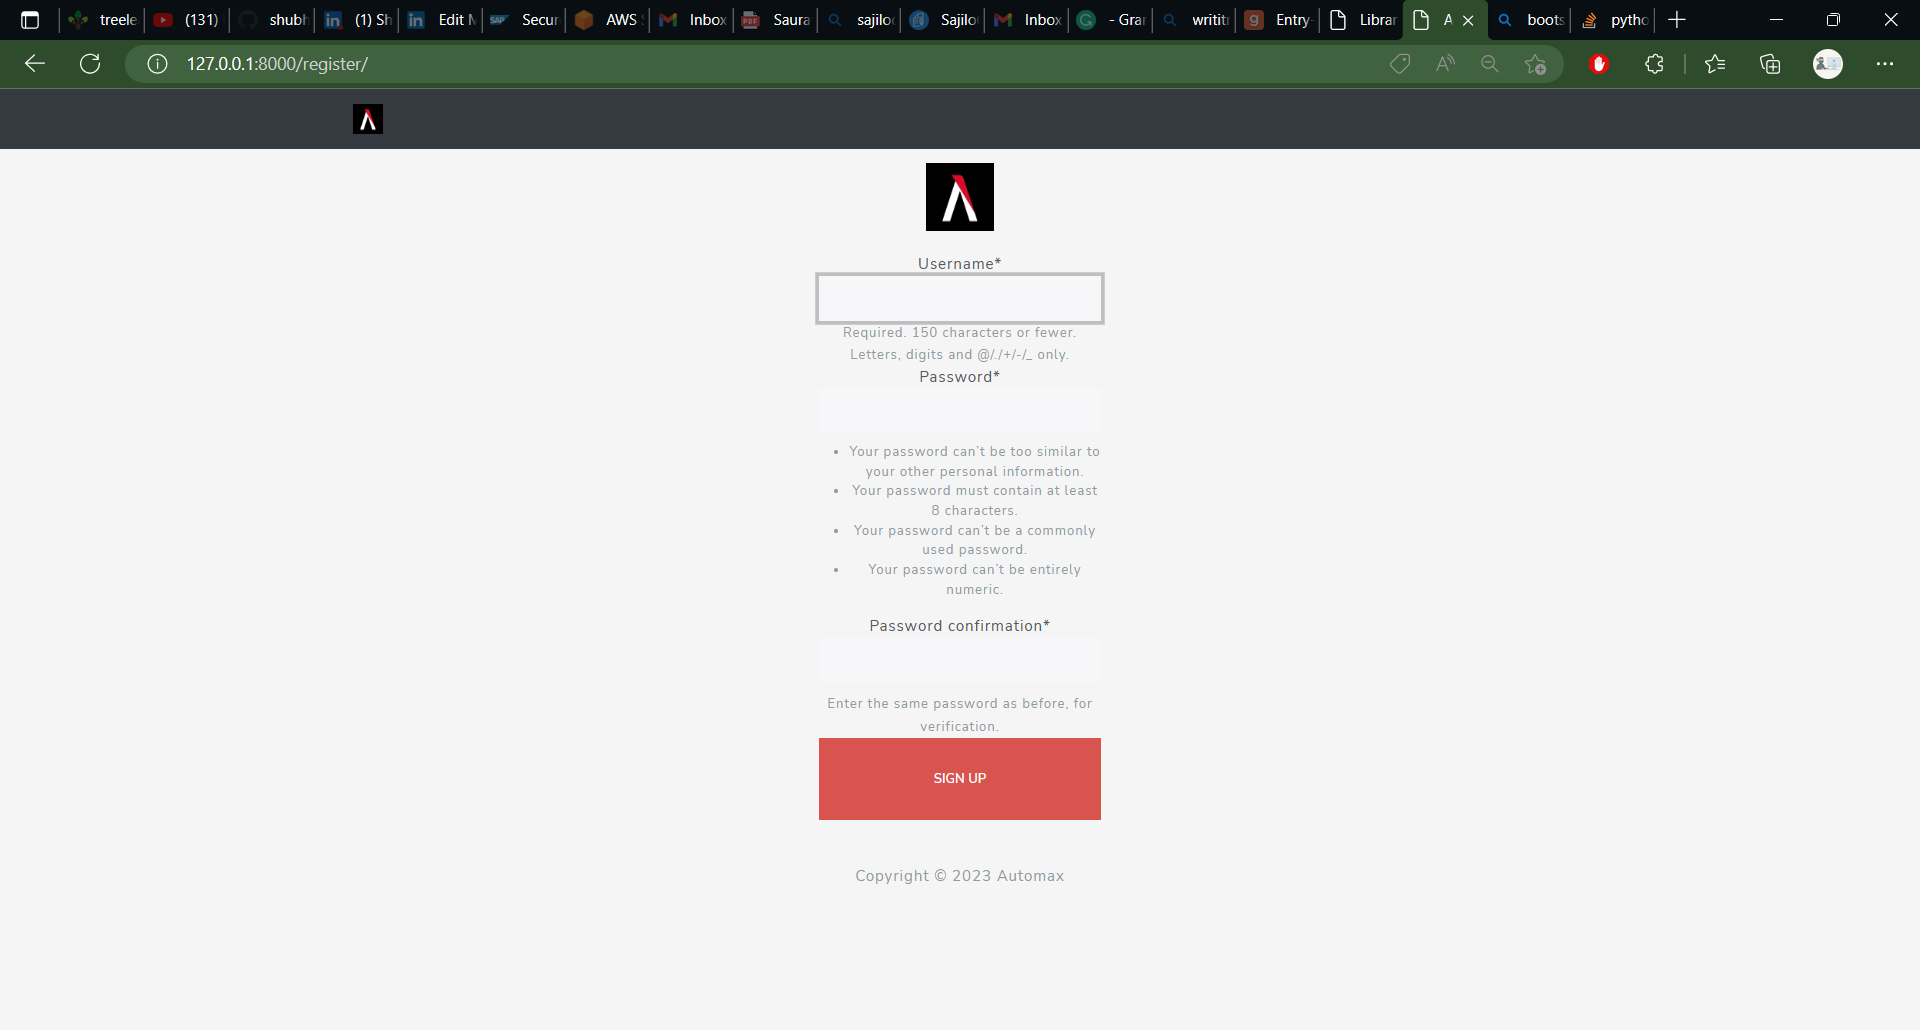 treele (131) shubh (1) Sh Edit M Secur AWS Inbox Saura sajilo Sajilo Inbox - Grar writi Entry- Librar A boots pytho
127.0.0.1:8000/register/
Username*
Required. 150 characters or fewer.
Letters, digits and @/./+/-/_ only.
Password*
• Your password can't be too similar to
your other personal information.
• Your password must contain at least
8 characters.
• Your password can't be a commonly
used password.
• Your password can't be entirely
numeric.
Password confirmation*
Enter the same password as before, for
verification.
SIGN UP
Copyright © 2023 Automax